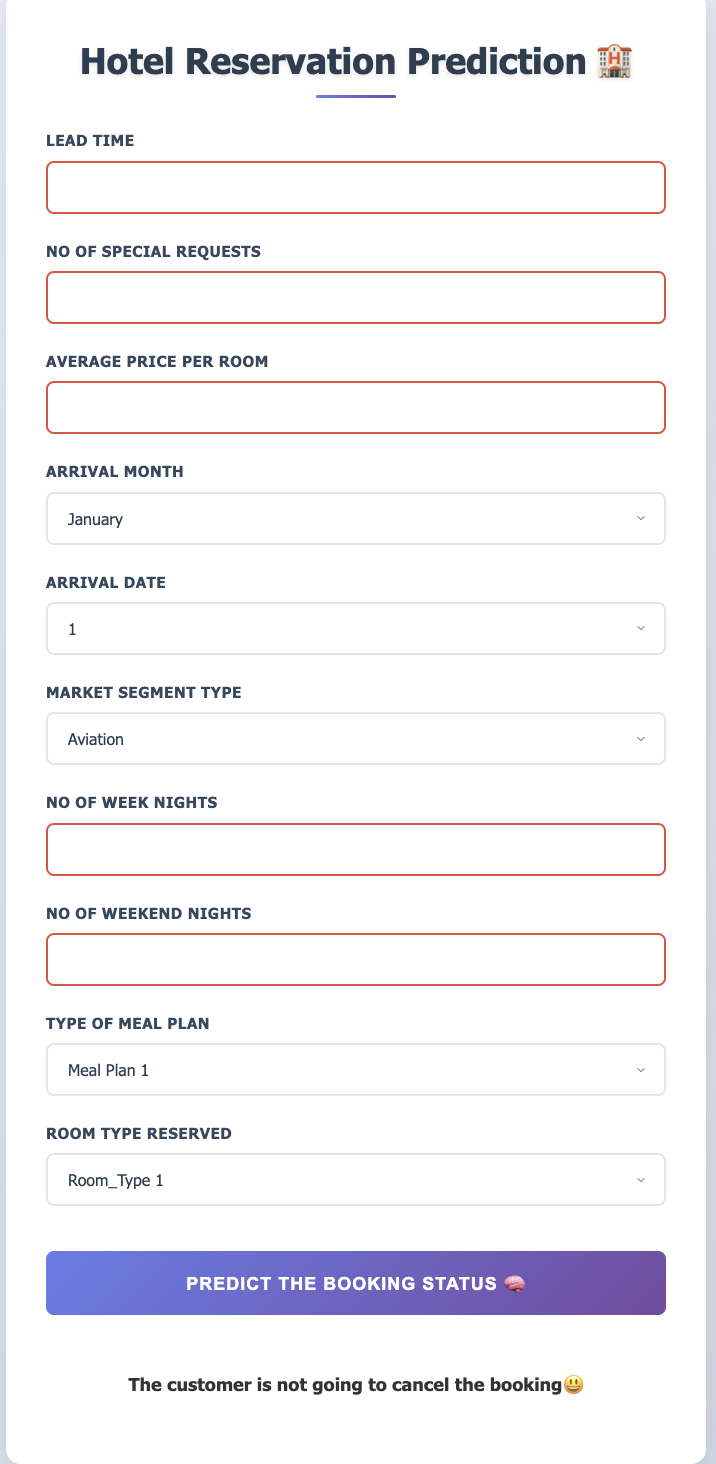 Hotel Reservation Prediction 🏨
LEAD TIME
NO OF SPECIAL REQUESTS
AVERAGE PRICE PER ROOM
ARRIVAL MONTH
January
ARRIVAL DATE
1
MARKET SEGMENT TYPE
Aviation
NO OF WEEK NIGHTS
NO OF WEEKEND NIGHTS
TYPE OF MEAL PLAN
Meal Plan 1
ROOM TYPE RESERVED
Room_Type 1
PREDICT THE BOOKING STATUS 🧠
The customer is not going to cancel the booking😃